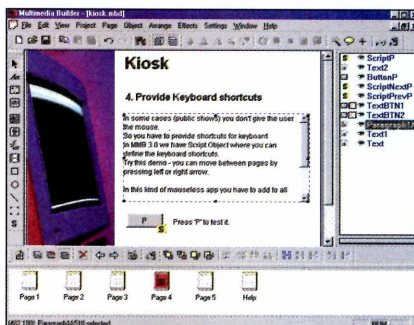 Multimedia Builder - [kiosk.mbd]
File Edit View Project Page Object Arrange Effects Settings Window Help
Kiosk
4. Provide Keyboard shortcuts
In some cases (public shows) you don't give the user
the mouse.
So you have to provide shortcuts for keyboard
In MMB 3.0 we have Script Object where you can
define the keyboard shortcuts.
Try this demo - you can move between pages by
pressing left or right arrow.
In this kind of mouseless app you have to add to all
P
S
Press 'P' to test it.
ScriptP
Text2
ButtonP
ScriptNextP
ScriptPrevP
TextBTN1
TextBTN2
Paragraph1
Text1
Text
Page 1
Page 2
Page 3
Page 4
Page 5
Help
selected
NUM